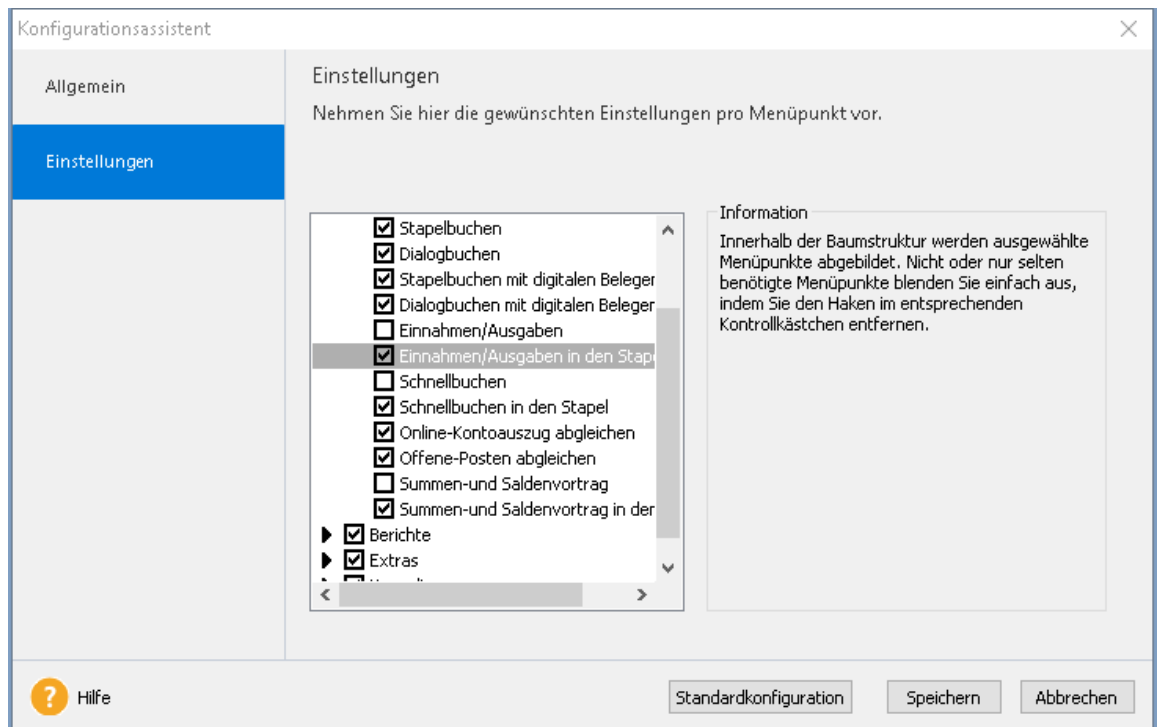 Konfigurationsassistent
Allgemein
Einstellungen
Einstellungen
Nehmen Sie hier die gewünschten Einstellungen pro Menüpunkt vor.
Stapelbuchen
Dialogbuchen
Stapelbuchen mit digitalen Beleger
Dialogbuchen mit digitalen Beleger
Einnahmen/Ausgaben
Einnahmen/Ausgaben in den Stape
Schnellbuchen
Schnellbuchen in den Stapel
Online-Kontoauszug abgleichen
Offene-Posten abgleichen
Summen-und Saldenvortrag
Summen-und Saldenvortrag in der
Berichte
Extras
Information
Innerhalb der Baumstruktur werden ausgewählte
Menüpunkte abgebildet. Nicht oder nur selten
benötigte Menüpunkte blenden Sie einfach aus,
indem Sie den Haken im entsprechenden
Kontrollkästchen entfernen.
? Hilfe
Standardkonfiguration
Speichern
Abbrechen